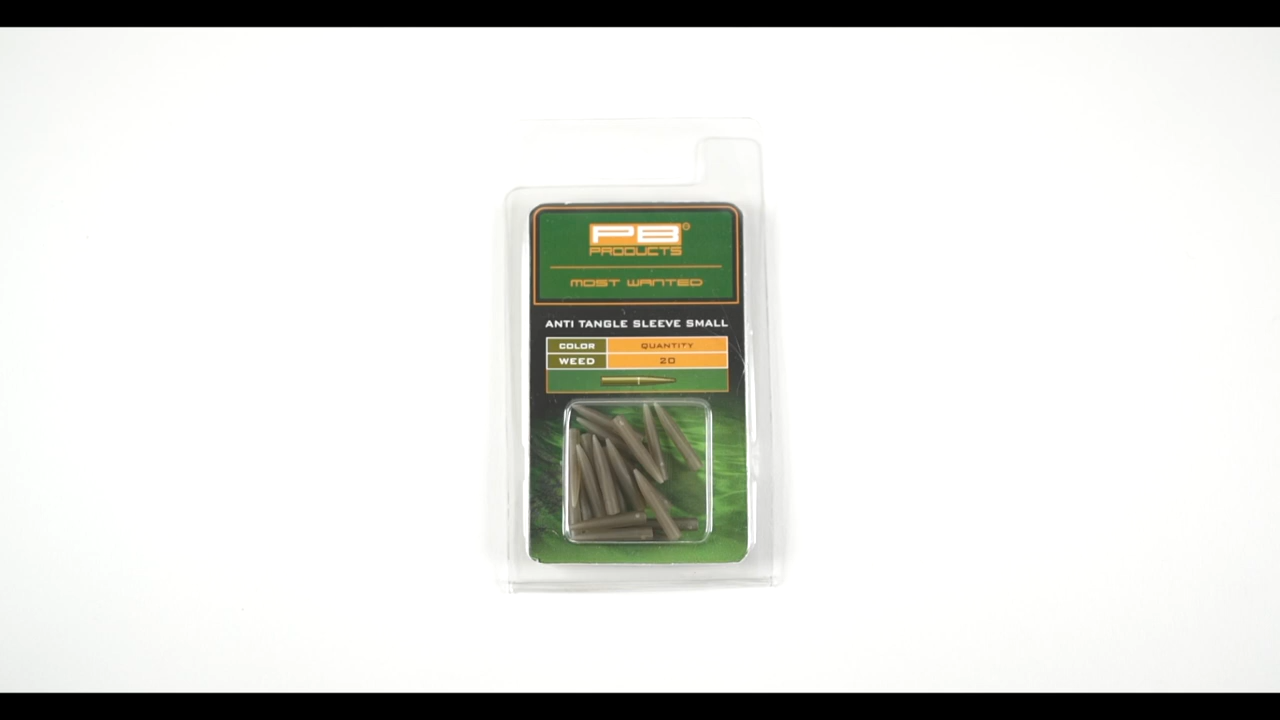 PB®
PRODUCTS
MOST WANTED
ANTI TANGLE SLEEVE SMALL
COLOR QUANTITY
WEED 20